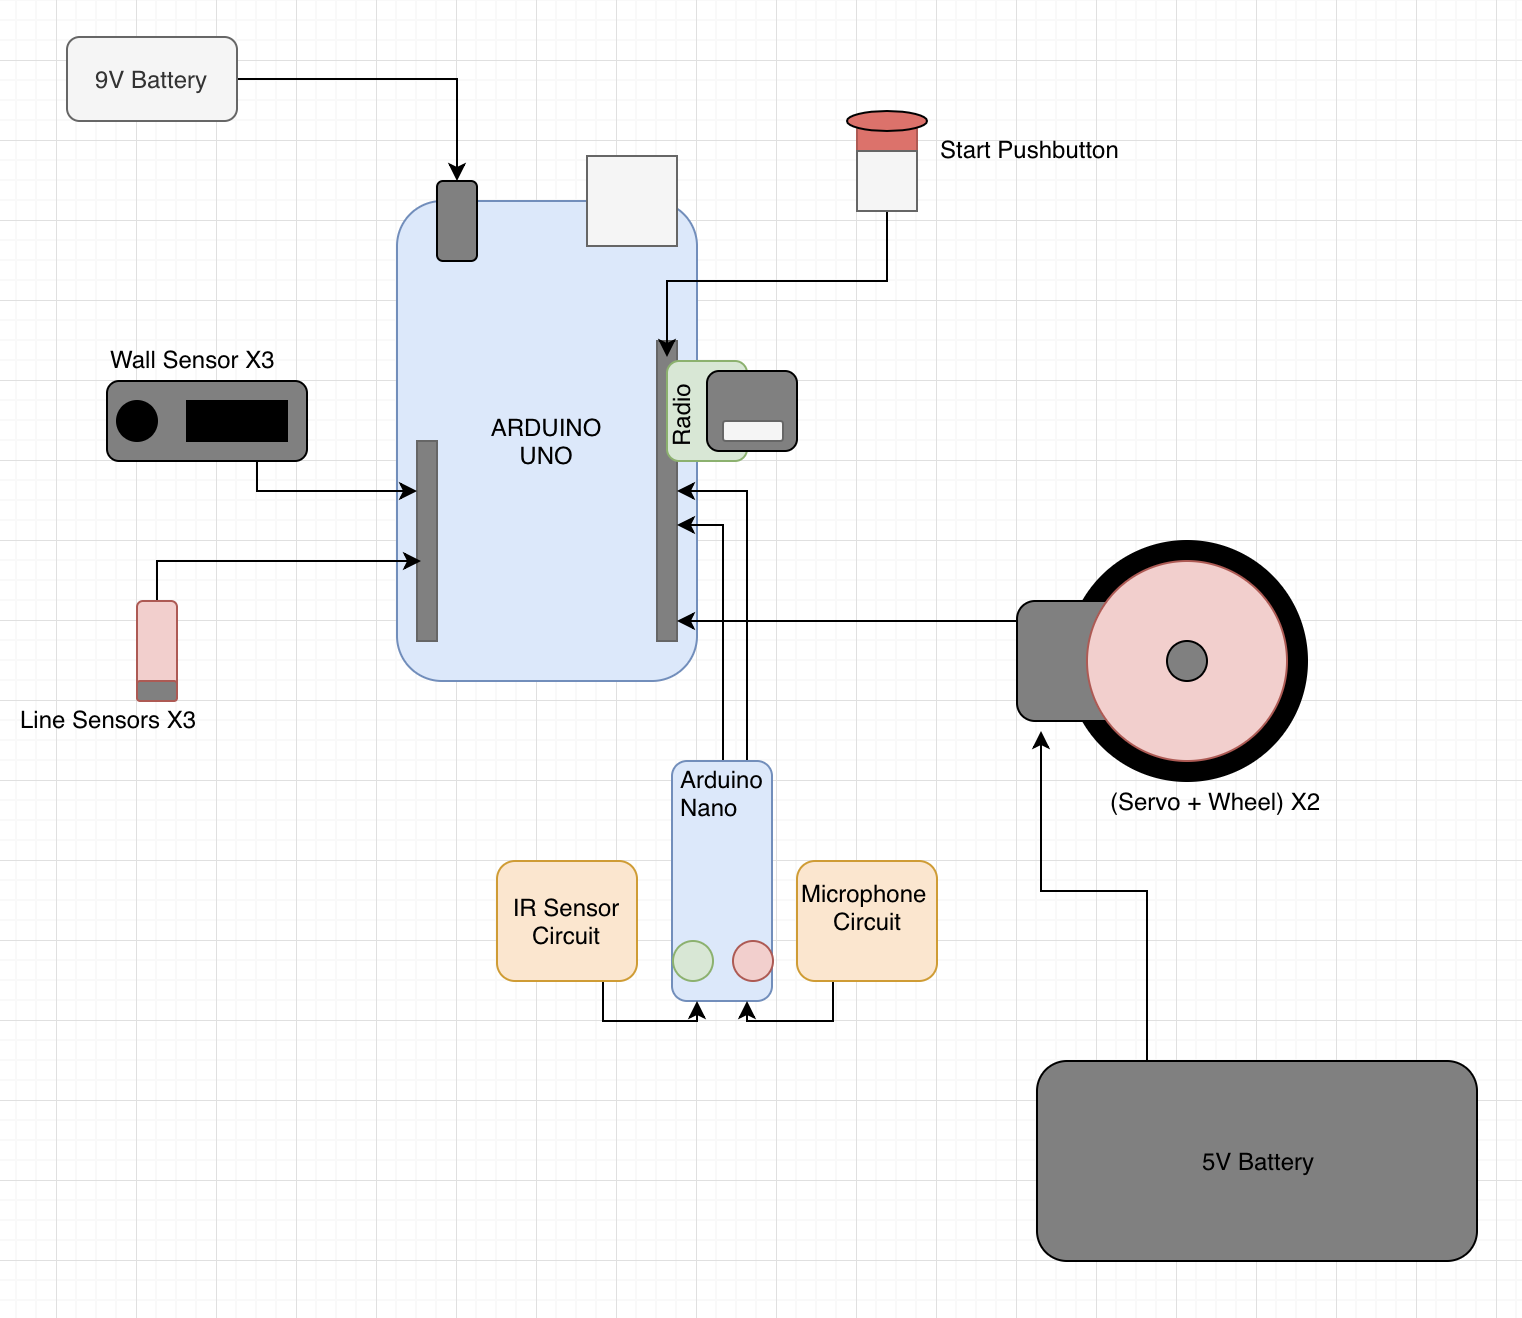 9V Battery
Start Pushbutton
Wall Sensor X3
Radio
ARDUINO
UNO
Line Sensors X3
Arduino
Nano
(Servo + Wheel) X2
IR Sensor
Circuit
Microphone
Circuit
5V Battery